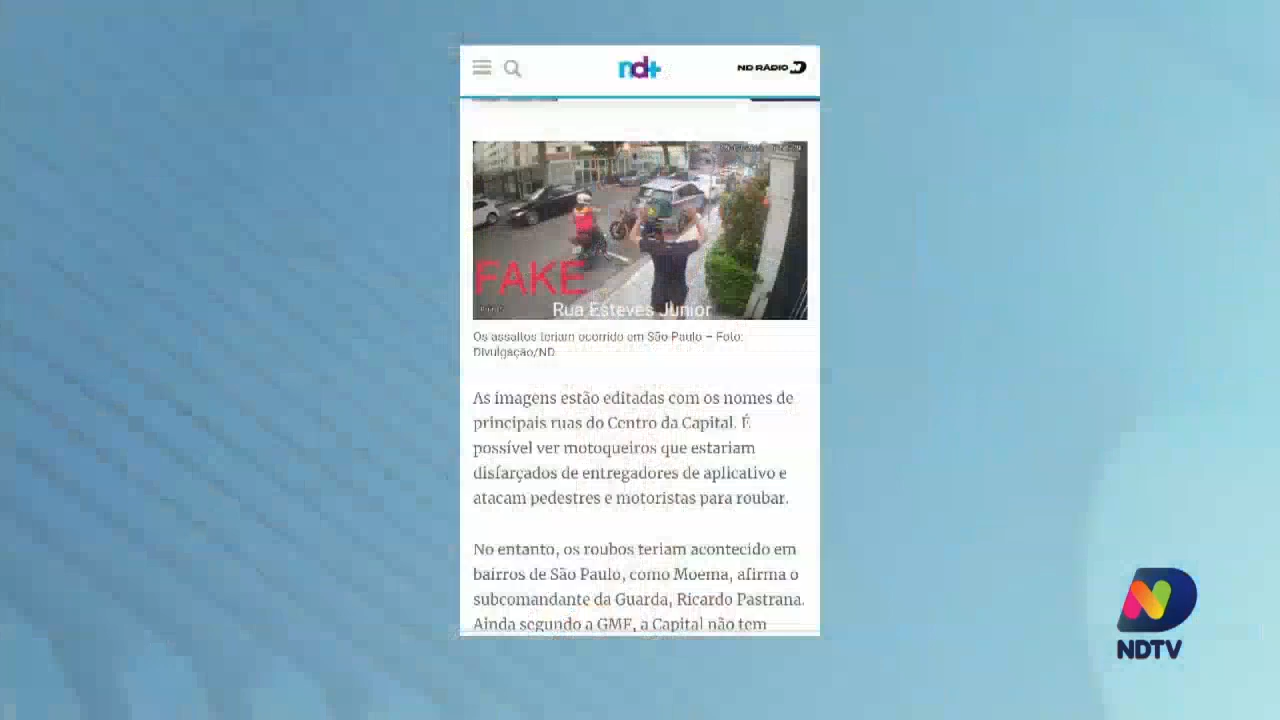 nd+
ND RÁDIO
FAKE
Rua Esteves Junior
Os assaltos teriam ocorrido em São Paulo – Foto:
Divulgação/ND
As imagens estão editadas com os nomes de
principais ruas do Centro da Capital. É
possível ver motoqueiros que estariam
disfarçados de entregadores de aplicativo e
atacam pedestres e motoristas para roubar.
No entanto, os roubos teriam acontecido em
bairros de São Paulo, como Moema, afirma o
subcomandante da Guarda, Ricardo Pastrana.
Ainda segundo a GMF, a Capital não tem
NDTV